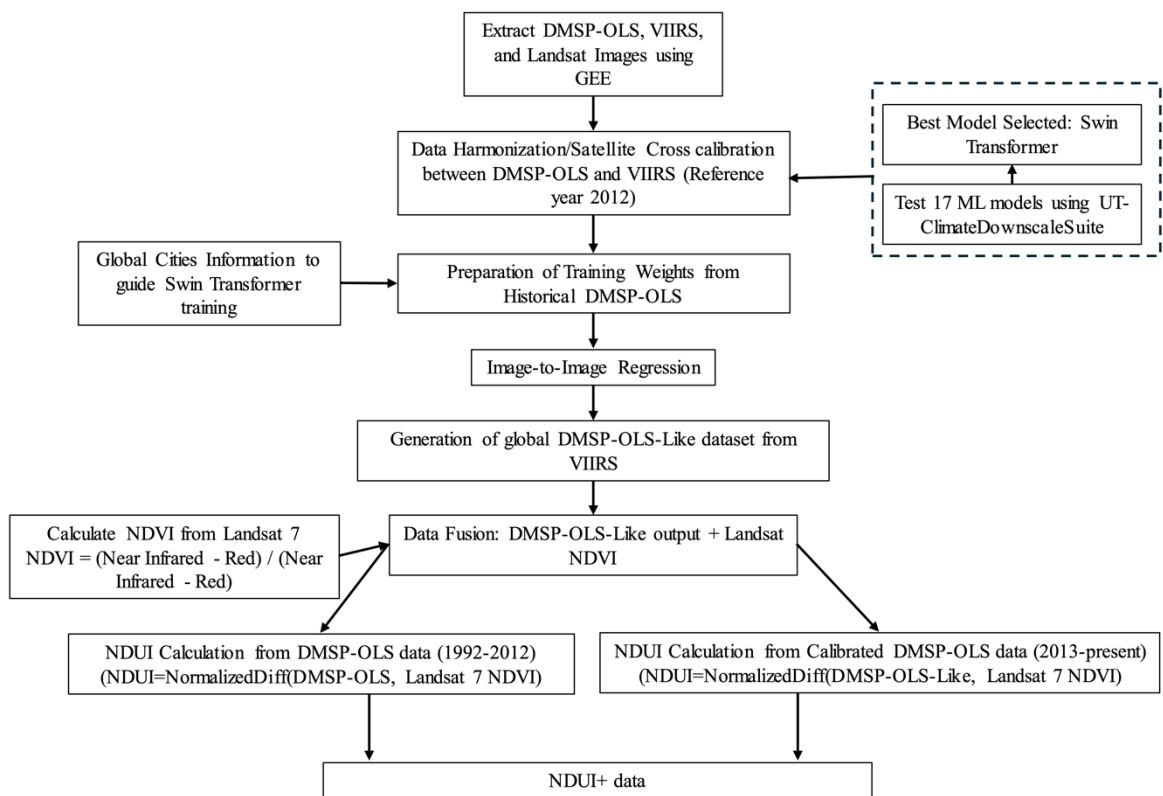 Extract DMSP-OLS, VIIRS,
and Landsat Images using
GEE
Best Model Selected: Swin
Transformer
Test 17 ML models using UT-
ClimateDownscaleSuite
Data Harmonization/Satellite Cross calibration
between DMSP-OLS and VIIRS (Reference
year 2012)
Global Cities Information to
guide Swin Transformer
training
Preparation of Training Weights from
Historical DMSP-OLS
Image-to-Image Regression
Generation of global DMSP-OLS-Like dataset from
VIIRS
Calculate NDVI from Landsat 7
NDVI = (Near Infrared - Red) / (Near
Infrared - Red)
Data Fusion: DMSP-OLS-Like output + Landsat
NDVI
NDUI Calculation from DMSP-OLS data (1992-2012)
(NDUI=NormalizedDiff(DMSP-OLS, Landsat 7 NDVI)
NDUI Calculation from Calibrated DMSP-OLS data (2013-present)
(NDUI=NormalizedDiff(DMSP-OLS-Like, Landsat 7 NDVI)
NDUI+ data